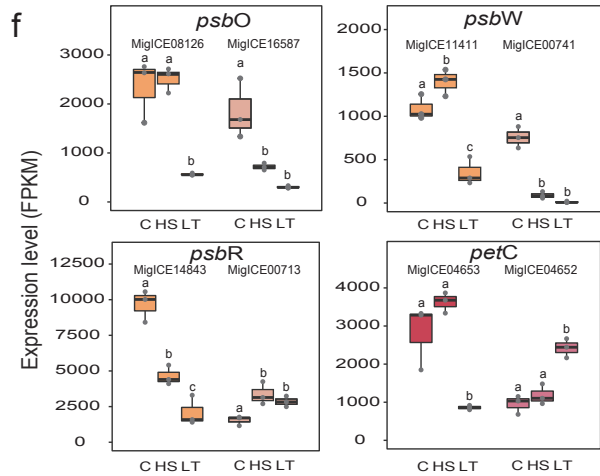 f
psbO
psbW
MigICE08126 MigICE16587
MigICE11411 MigICE00741
3000
2000
1000
0
a a b
a b b
C HS LT C HS LT
1500
1000
500
0
a b c
a b b
C HS LT C HS LT
Expression level (FPKM)
psbR
petC
MigICE14843 MigICE00713
MigICE04653 MigICE04652
12500
10000
7500
5000
2500
0
a b c
a b b
C HS LT C HS LT
4000
3000
2000
1000
0
a a b
a a b
C HS LT C HS LT